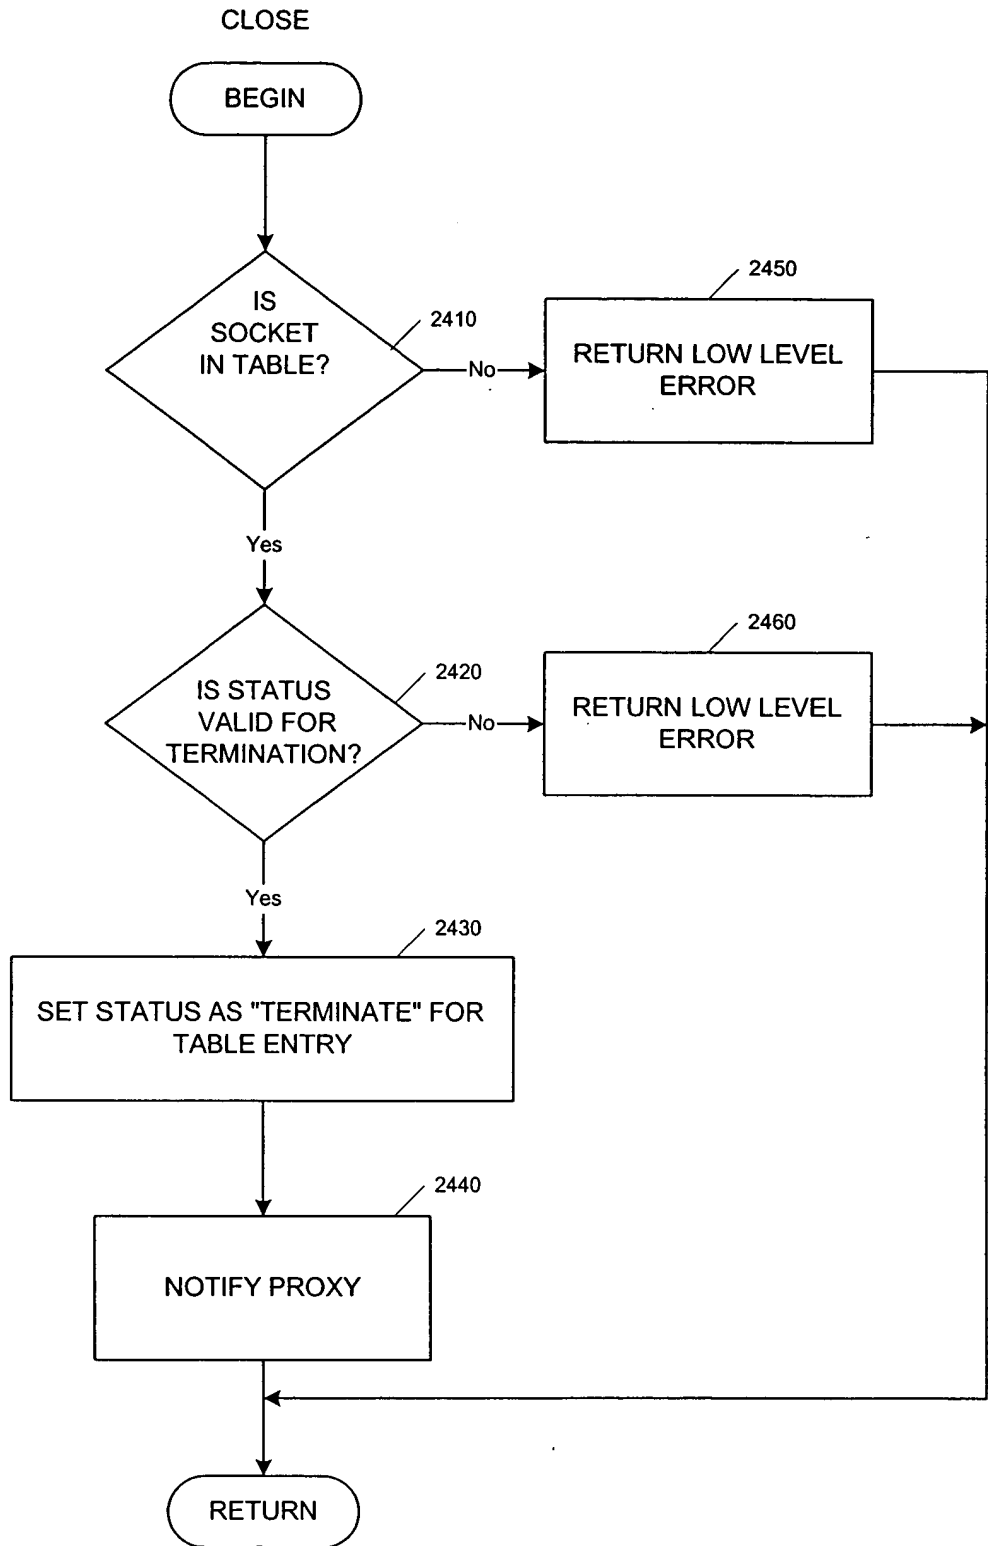 CLOSE
BEGIN
IS
SOCKET
IN TABLE?
2410
No
2450
RETURN LOW LEVEL
ERROR
Yes
IS STATUS
VALID FOR
TERMINATION?
2420
No
2460
RETURN LOW LEVEL
ERROR
Yes
2430
SET STATUS AS "TERMINATE" FOR
TABLE ENTRY
2440
NOTIFY PROXY
RETURN